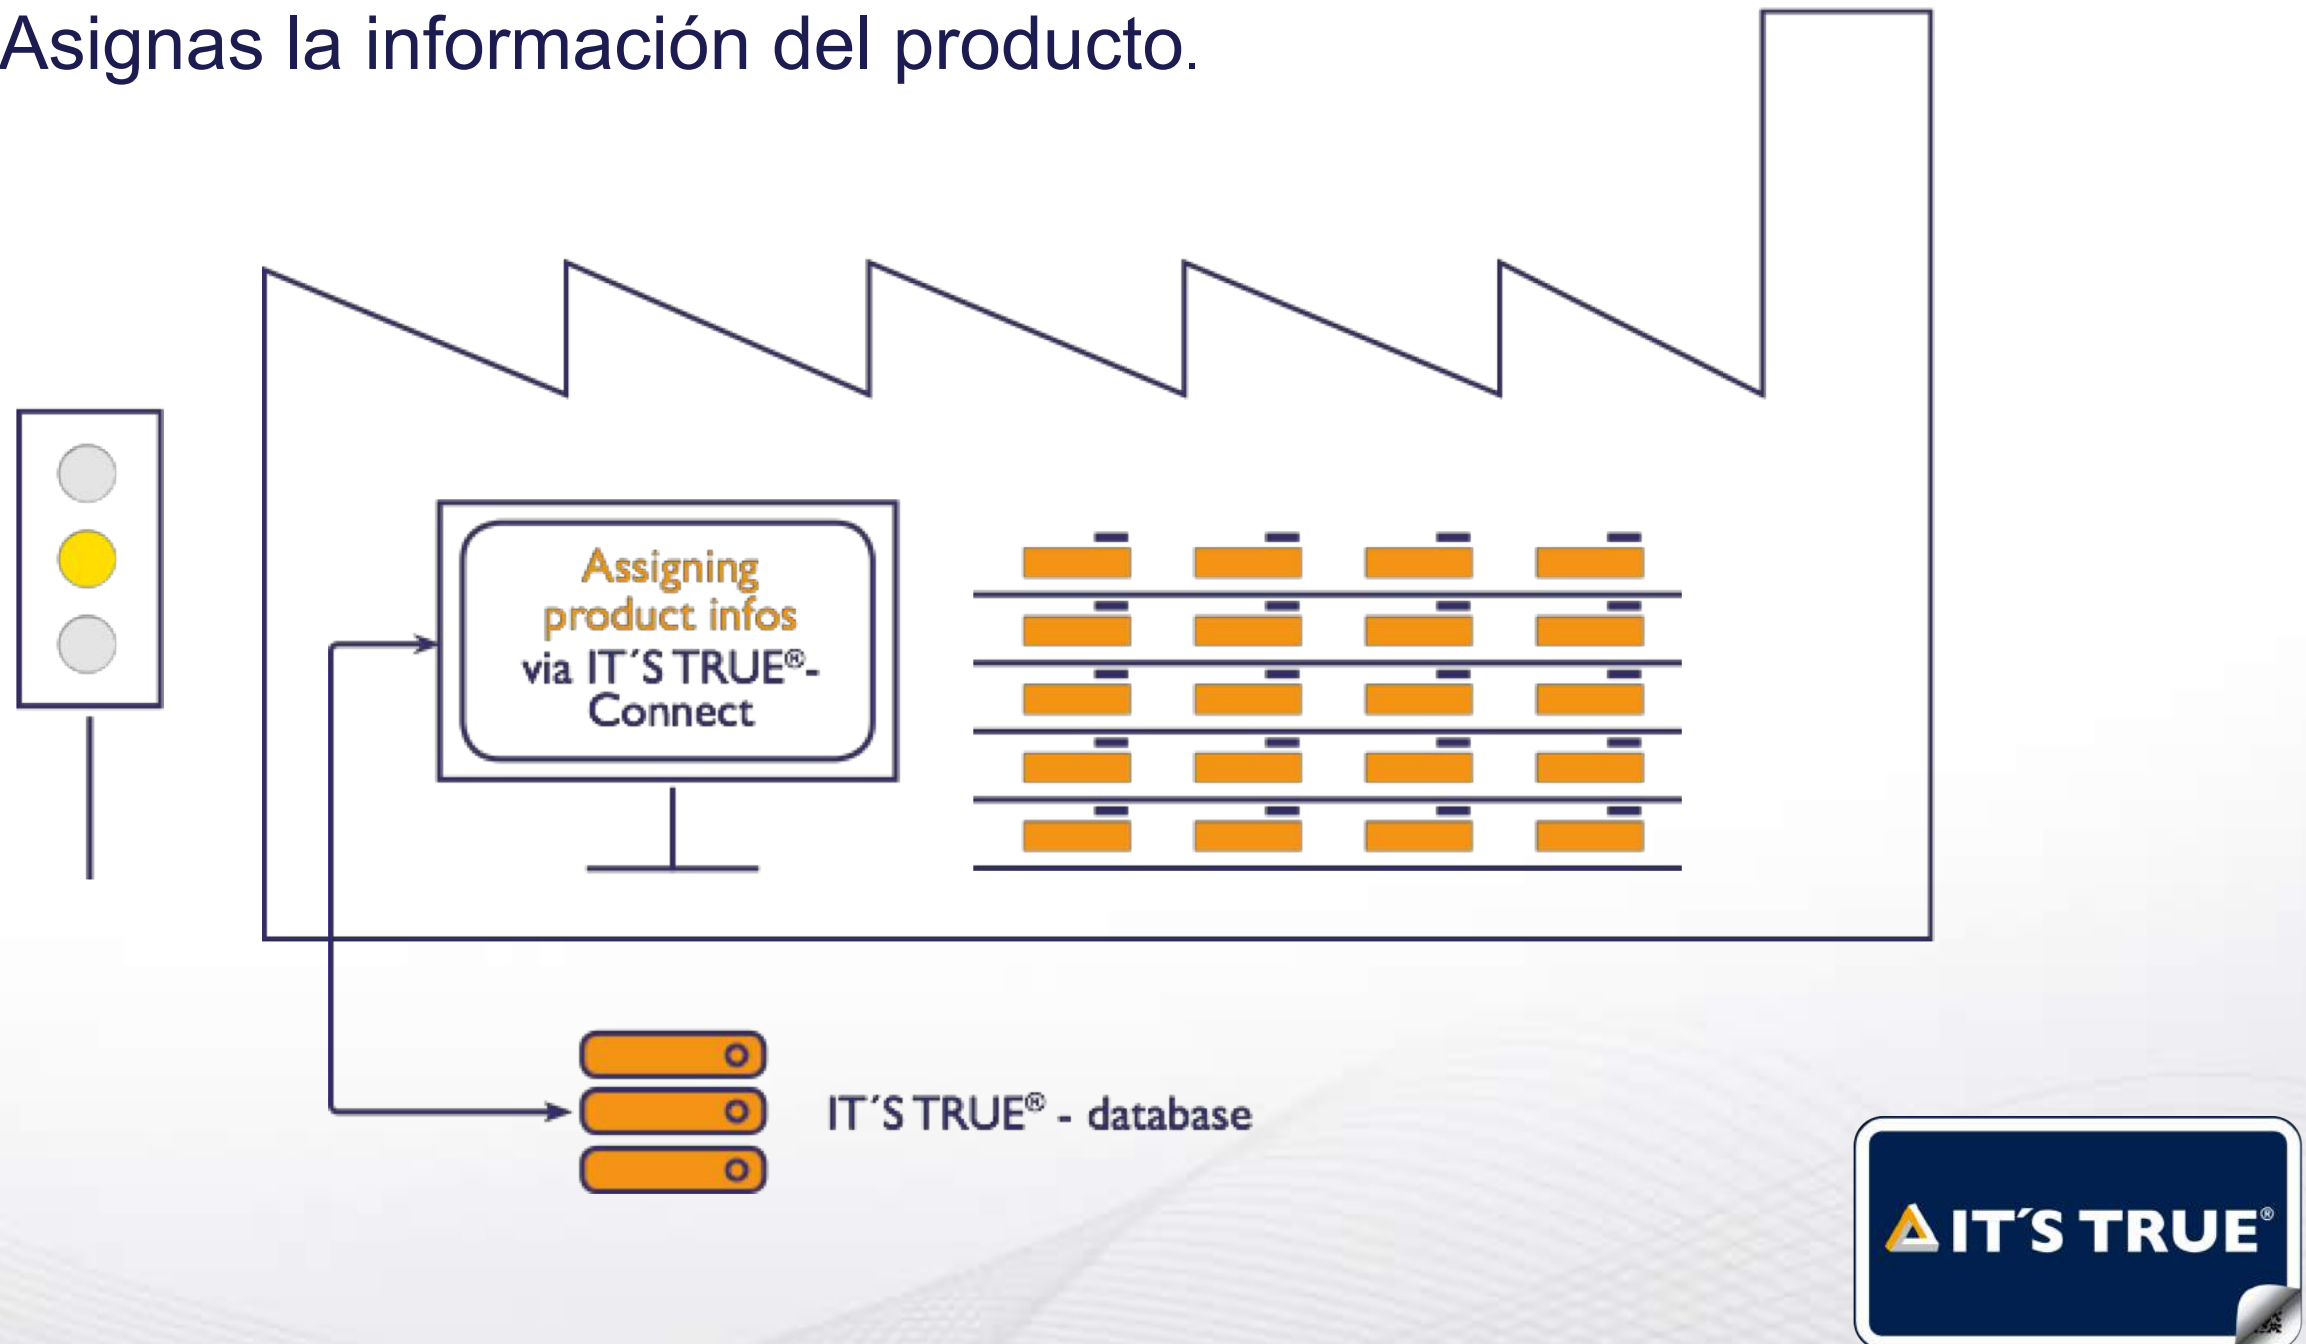 Asignas la información del producto.
Assigning
product infos
via IT´S TRUE®-
Connect
IT´S TRUE® - database
IT´S TRUE®